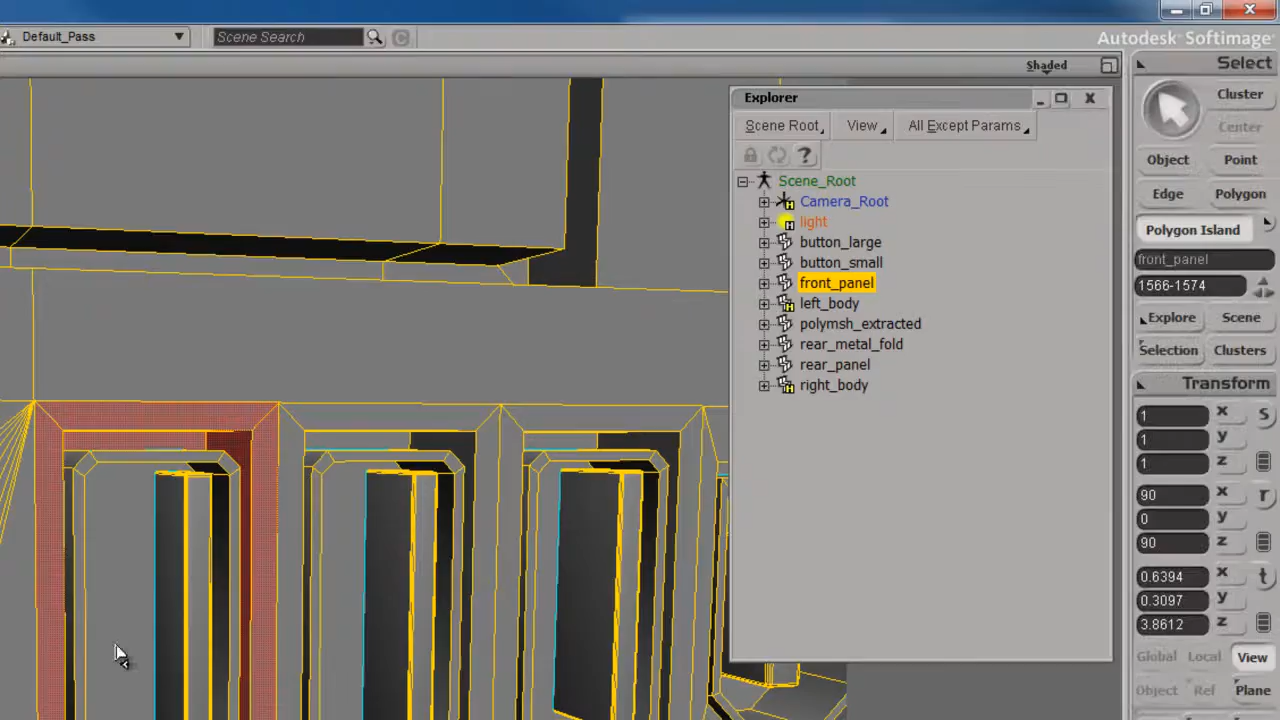 Default_Pass
Scene Search
Autodesk® Softimage®
Shaded
Select
Explorer
Cluster
Scene Root
View
All Except Params
Center
?
Object
Point
Scene_Root
Edge
Polygon
Camera_Root
light
Polygon Island
button_large
button_small
front_panel
front_panel
1566-1574
left_body
Explore
Scene
polymsh_extracted
rear_metal_fold
Selection
Clusters
rear_panel
right_body
Transform
1 x s
1 y
1 z
90 x r
0 y
90 z
0.6394 x t
0.3097 y
3.8612 z
Global Local View
Object Ref Plane